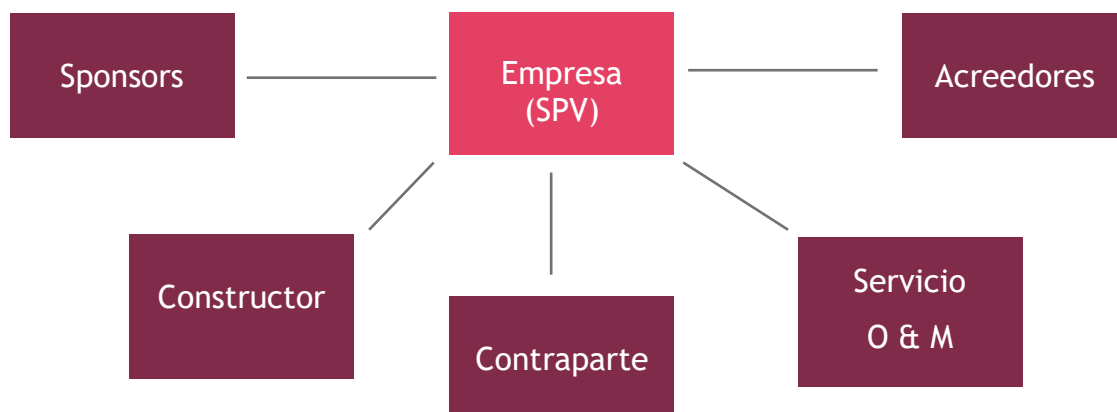 Sponsors
Empresa
(SPV)
Acreedores
Constructor
Contraparte
Servicio
O & M